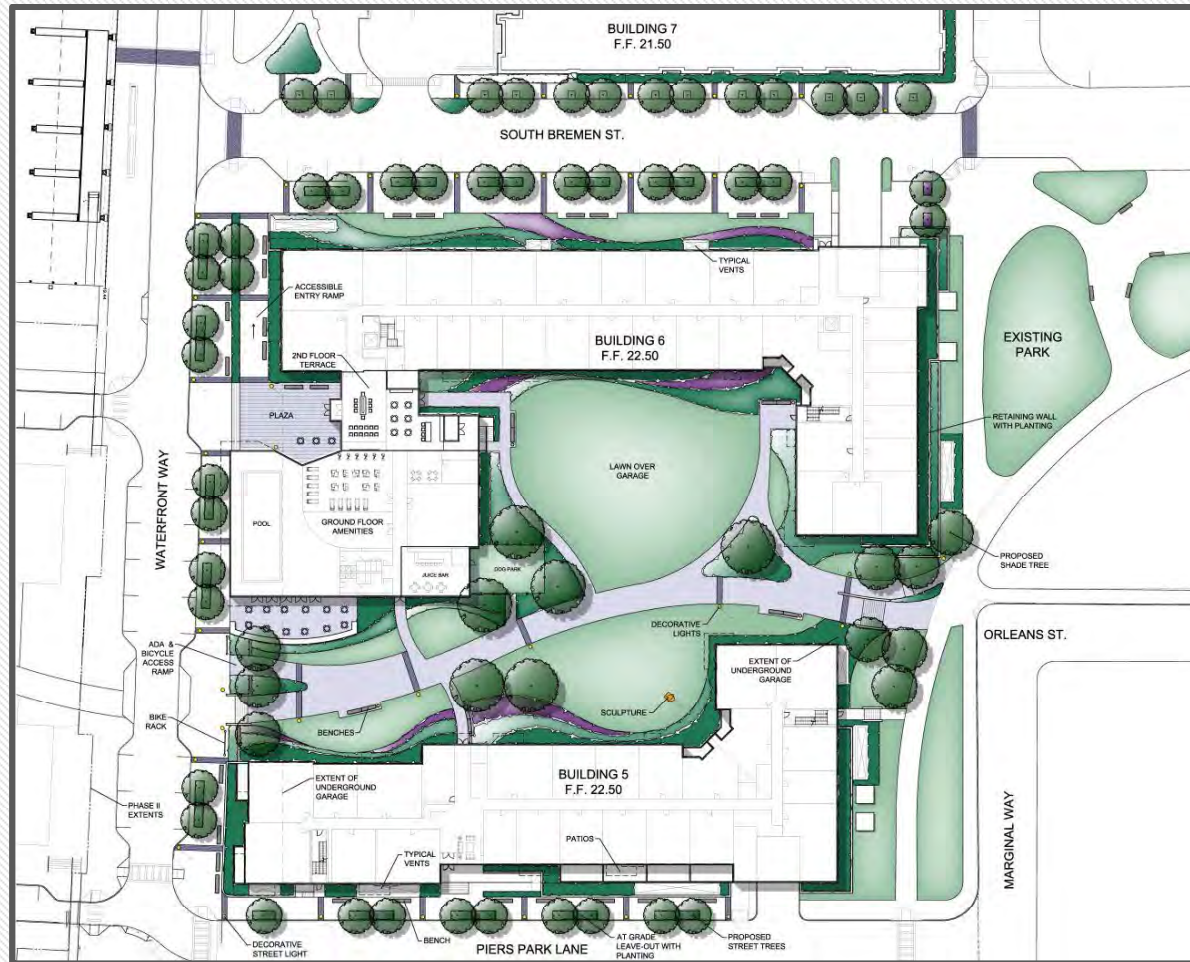 BUILDING 7
F.F. 21.50
SOUTH BREMEN ST.
TYPICAL
VENTS
ACCESSIBLE
ENTRY RAMP
BUILDING 6
F.F. 22.50
EXISTING
PARK
2ND FLOOR
TERRACE
PLAZA
RETAINING WALL
WITH PLANTING
LAWN OVER
GARAGE
WATERFRONT WAY
POOL
GROUND FLOOR
AMENITIES
JUICE BAR
DOG PARK
PROPOSED
SHADE TREE
DECORATIVE
LIGHTS
ORLEANS ST.
ADA &
BICYCLE
ACCESS
RAMP
EXTENT OF
UNDERGROUND
GARAGE
SCULPTURE
BIKE
RACK
BENCHES
BUILDING 5
F.F. 22.50
EXTENT OF
UNDERGROUND
GARAGE
PHASE II
EXTENTS
MARGINAL WAY
PATIOS
TYPICAL
VENTS
DECORATIVE
STREET LIGHT
BENCH
PIERS PARK LANE
AT GRADE
LEAVE-OUT WITH
PLANTING
PROPOSED
STREET TREES